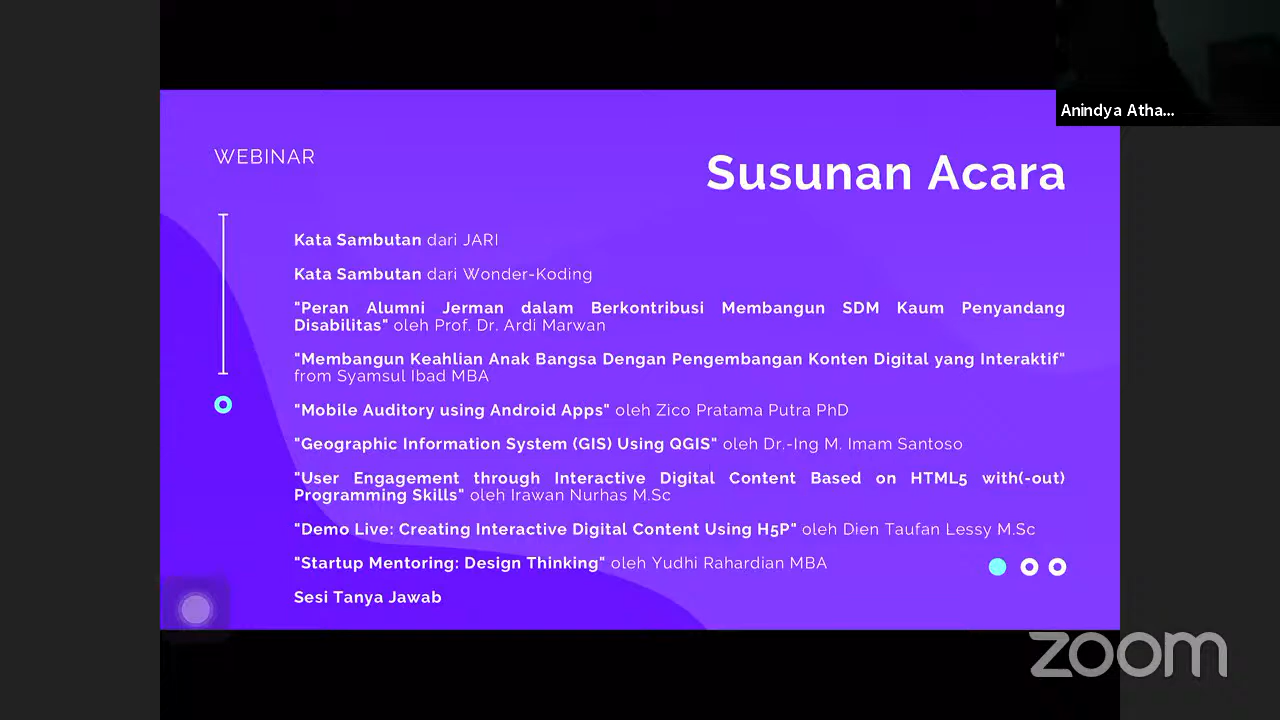 Anindya Atha...
WEBINAR
Susunan Acara
Kata Sambutan dari JARI
Kata Sambutan dari Wonder-Koding
"Peran Alumni Jerman dalam Berkontribusi Membangun SDM Kaum Penyandang
Disabilitas" oleh Prof. Dr. Ardi Marwan
"Membangun Keahlian Anak Bangsa Dengan Pengembangan Konten Digital yang Interaktif"
from Syamsul Ibad MBA
"Mobile Auditory using Android Apps" oleh Zico Pratama Putra PhD
"Geographic Information System (GIS) Using QGIS" oleh Dr.-Ing M. Imam Santoso
"User Engagement through Interactive Digital Content Based on HTML5 with(-out)
Programming Skills" oleh Irawan Nurhas M.Sc
"Demo Live: Creating Interactive Digital Content Using H5P" oleh Dien Taufan Lessy M.Sc
"Startup Mentoring: Design Thinking" oleh Yudhi Rahardian MBA
Sesi Tanya Jawab
zoom